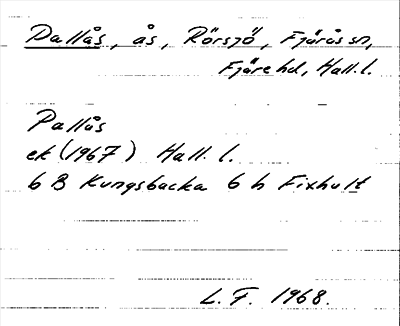 Pallås, ås, Rörsjö, Fjärås sn,
Fjäre hd, Hall. l.
Pallås
ek (1967) Hall. l.
6 B Kungsbacka 6 h Fixhult
L. F. 1968.